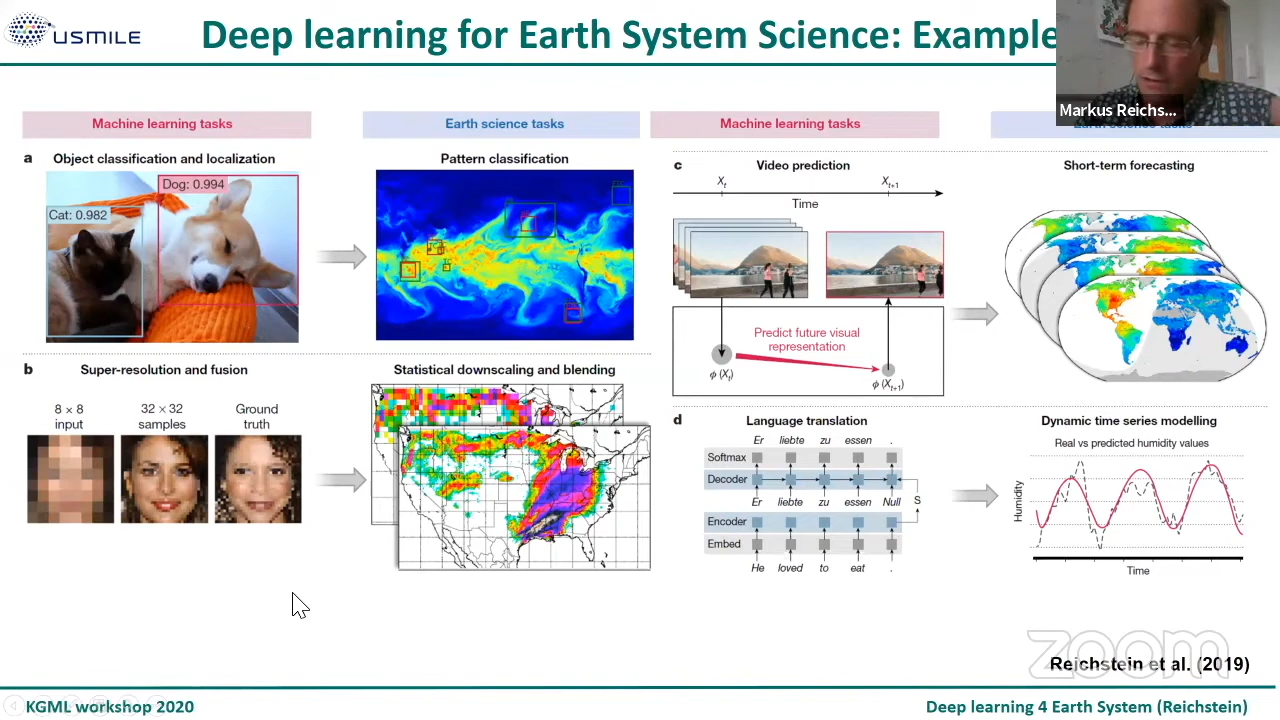 USMILE
Deep learning for Earth System Science: Example
Markus Reichs...
Machine learning tasks
Earth science tasks
Machine learning tasks
Earth science tasks
a
Object classification and localization
Dog: 0.994
Cat: 0.982
Pattern classification
b
Super-resolution and fusion
8 × 8
input
32 × 32
samples
Ground
truth
Statistical downscaling and blending
c
Video prediction
Xt
Xt+1
Time
Predict future visual
representation
ϕ (Xt)
ϕ (Xt+1)
Short-term forecasting
d
Language translation
Er liebte zu essen .
Softmax
Decoder
Er liebte zu essen Null
S
Encoder
Embed
He loved to eat .
Dynamic time series modelling
Real vs predicted humidity values
Humidity
Time
zoom
Reichstein et al. (2019)
KGML workshop 2020
Deep learning 4 Earth System (Reichstein)